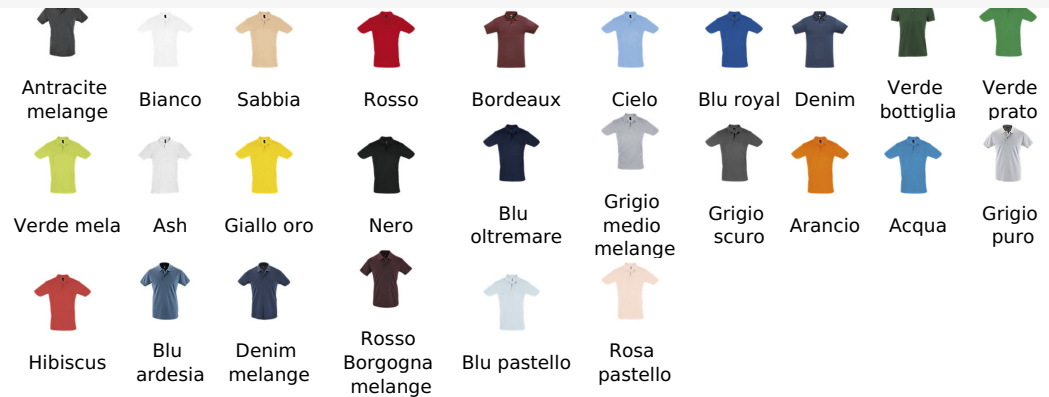 Antracite
melange
Bianco
Sabbia
Rosso
Bordeaux
Cielo
Blu royal
Denim
Verde
bottiglia
Verde
prato
Verde mela
Ash
Giallo oro
Nero
Blu
oltremare
Grigio
medio
melange
Grigio
scuro
Arancio
Acqua
Grigio
puro
Hibiscus
Blu
ardesia
Denim
melange
Rosso
Borgogna
melange
Blu pastello
Rosa
pastello